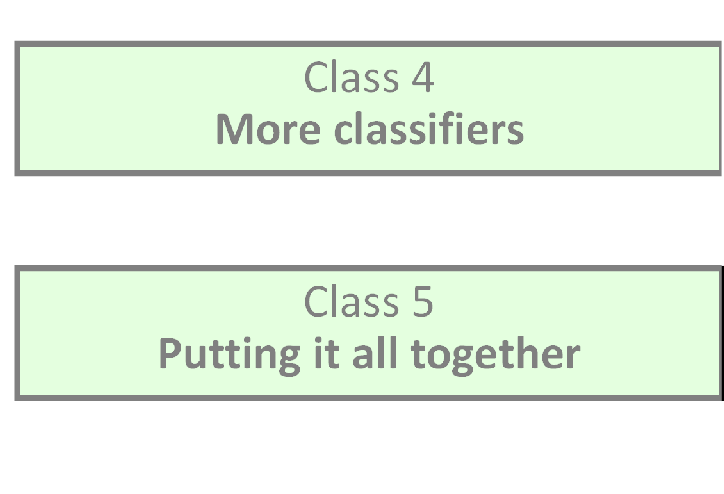 Class 4
More classifiers
Class 5
Putting it all together